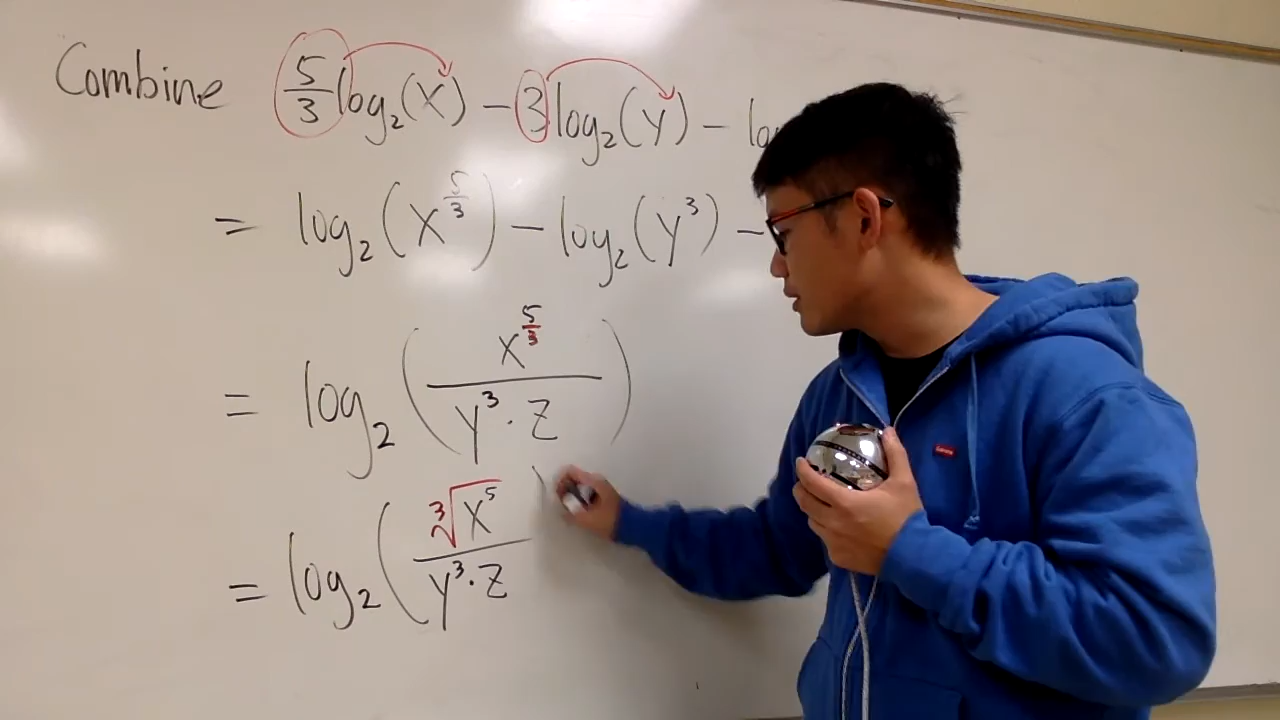 Combine 5/3 log₂(x) − 3 log₂(y) − lo
= log₂(x^(5/3)) − log₂(y³) −
= log₂(x^(5/3) / (y³ · z))
= log₂(∛(x⁵) / (y³ · z))